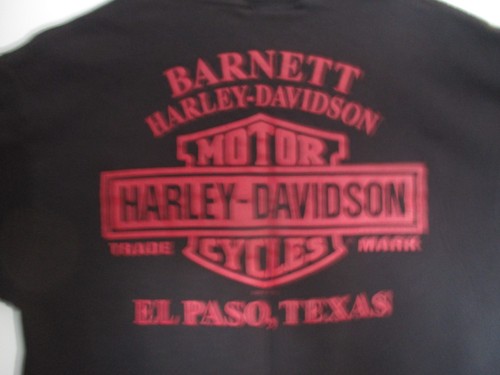 BARNETT
HARLEY-DAVIDSON
MOTOR
HARLEY-DAVIDSON
TRADE MARK
CYCLES
EL PASO, TEXAS